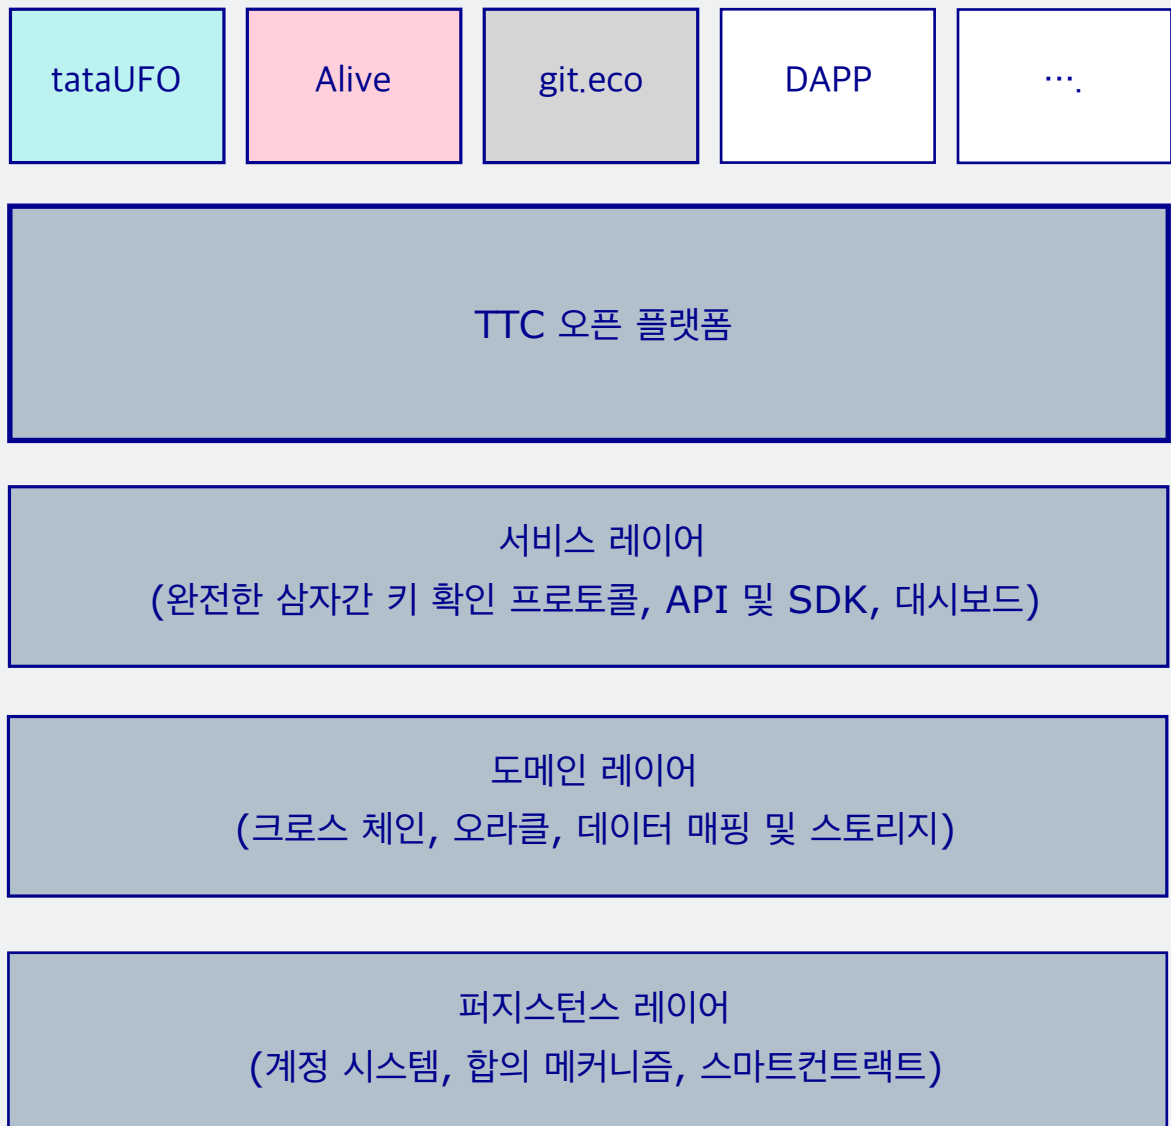 tataUFO
Alive
git.eco
DAPP
….
TTC 오픈 플랫폼
서비스 레이어
(완전한 삼자간 키 확인 프로토콜, API 및 SDK, 대시보드)
도메인 레이어
(크로스 체인, 오라클, 데이터 매핑 및 스토리지)
퍼지스턴스 레이어
(계정 시스템, 합의 메커니즘, 스마트컨트랙트)